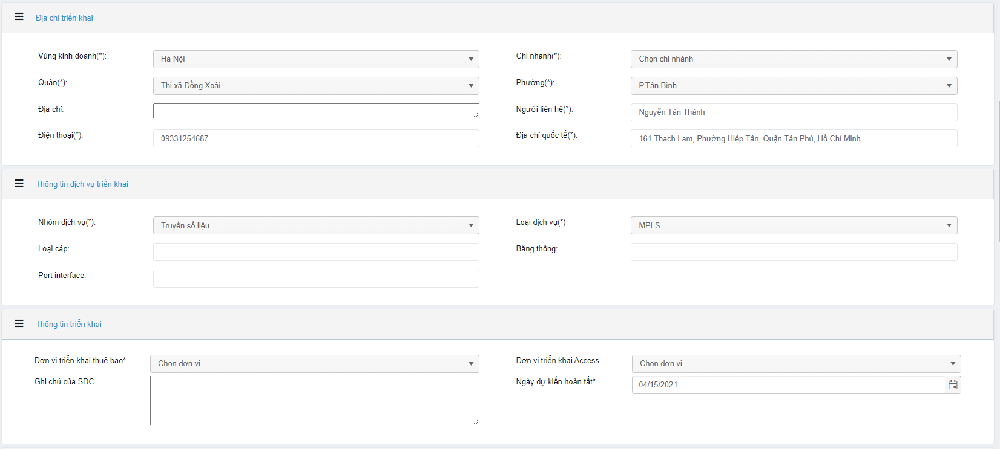 Địa chỉ triển khai
Vùng kinh doanh(*): Hà Nội Chi nhánh(*): Chọn chi nhánh
Quận(*): Thị xã Đồng Xoài Phường(*): P.Tân Bình
Địa chỉ: Người liên hệ(*): Nguyễn Tấn Thành
Điện thoại(*): 09331254687 Địa chỉ quốc tế(*): 161 Thach Lam, Phường Hiệp Tân, Quận Tân Phú, Hồ Chí Minh
Thông tin dịch vụ triển khai
Nhóm dịch vụ(*): Truyền số liệu Loại dịch vụ(*) MPLS
Loại cáp: Băng thông:
Port interface:
Thông tin triển khai
Đơn vị triển khai thuê bao* Chọn đơn vị Đơn vị triển khai Access Chọn đơn vị
Ghi chú của SDC Ngày dự kiến hoàn tất* 04/15/2021